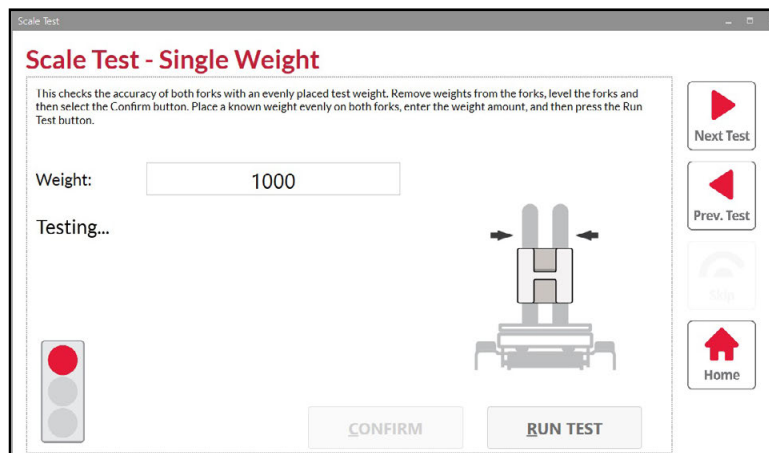 Scale Test
Scale Test - Single Weight
This checks the accuracy of both forks with an evenly placed test weight. Remove weights from the forks, level the forks and
then select the Confirm button. Place a known weight evenly on both forks, enter the weight amount, and then press the Run
Test button.
Weight:
1000
Testing...
CONFIRM
RUN TEST
Next Test
Prev. Test
Skip
Home